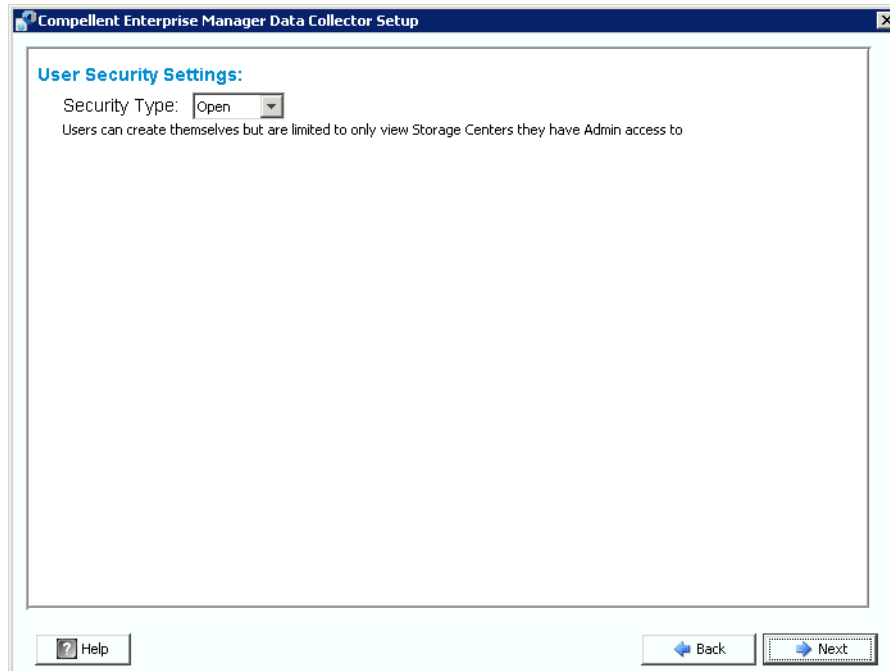 Compellent Enterprise Manager Data Collector Setup
User Security Settings:
Security Type: Open
Users can create themselves but are limited to only view Storage Centers they have Admin access to
? Help
Back
Next